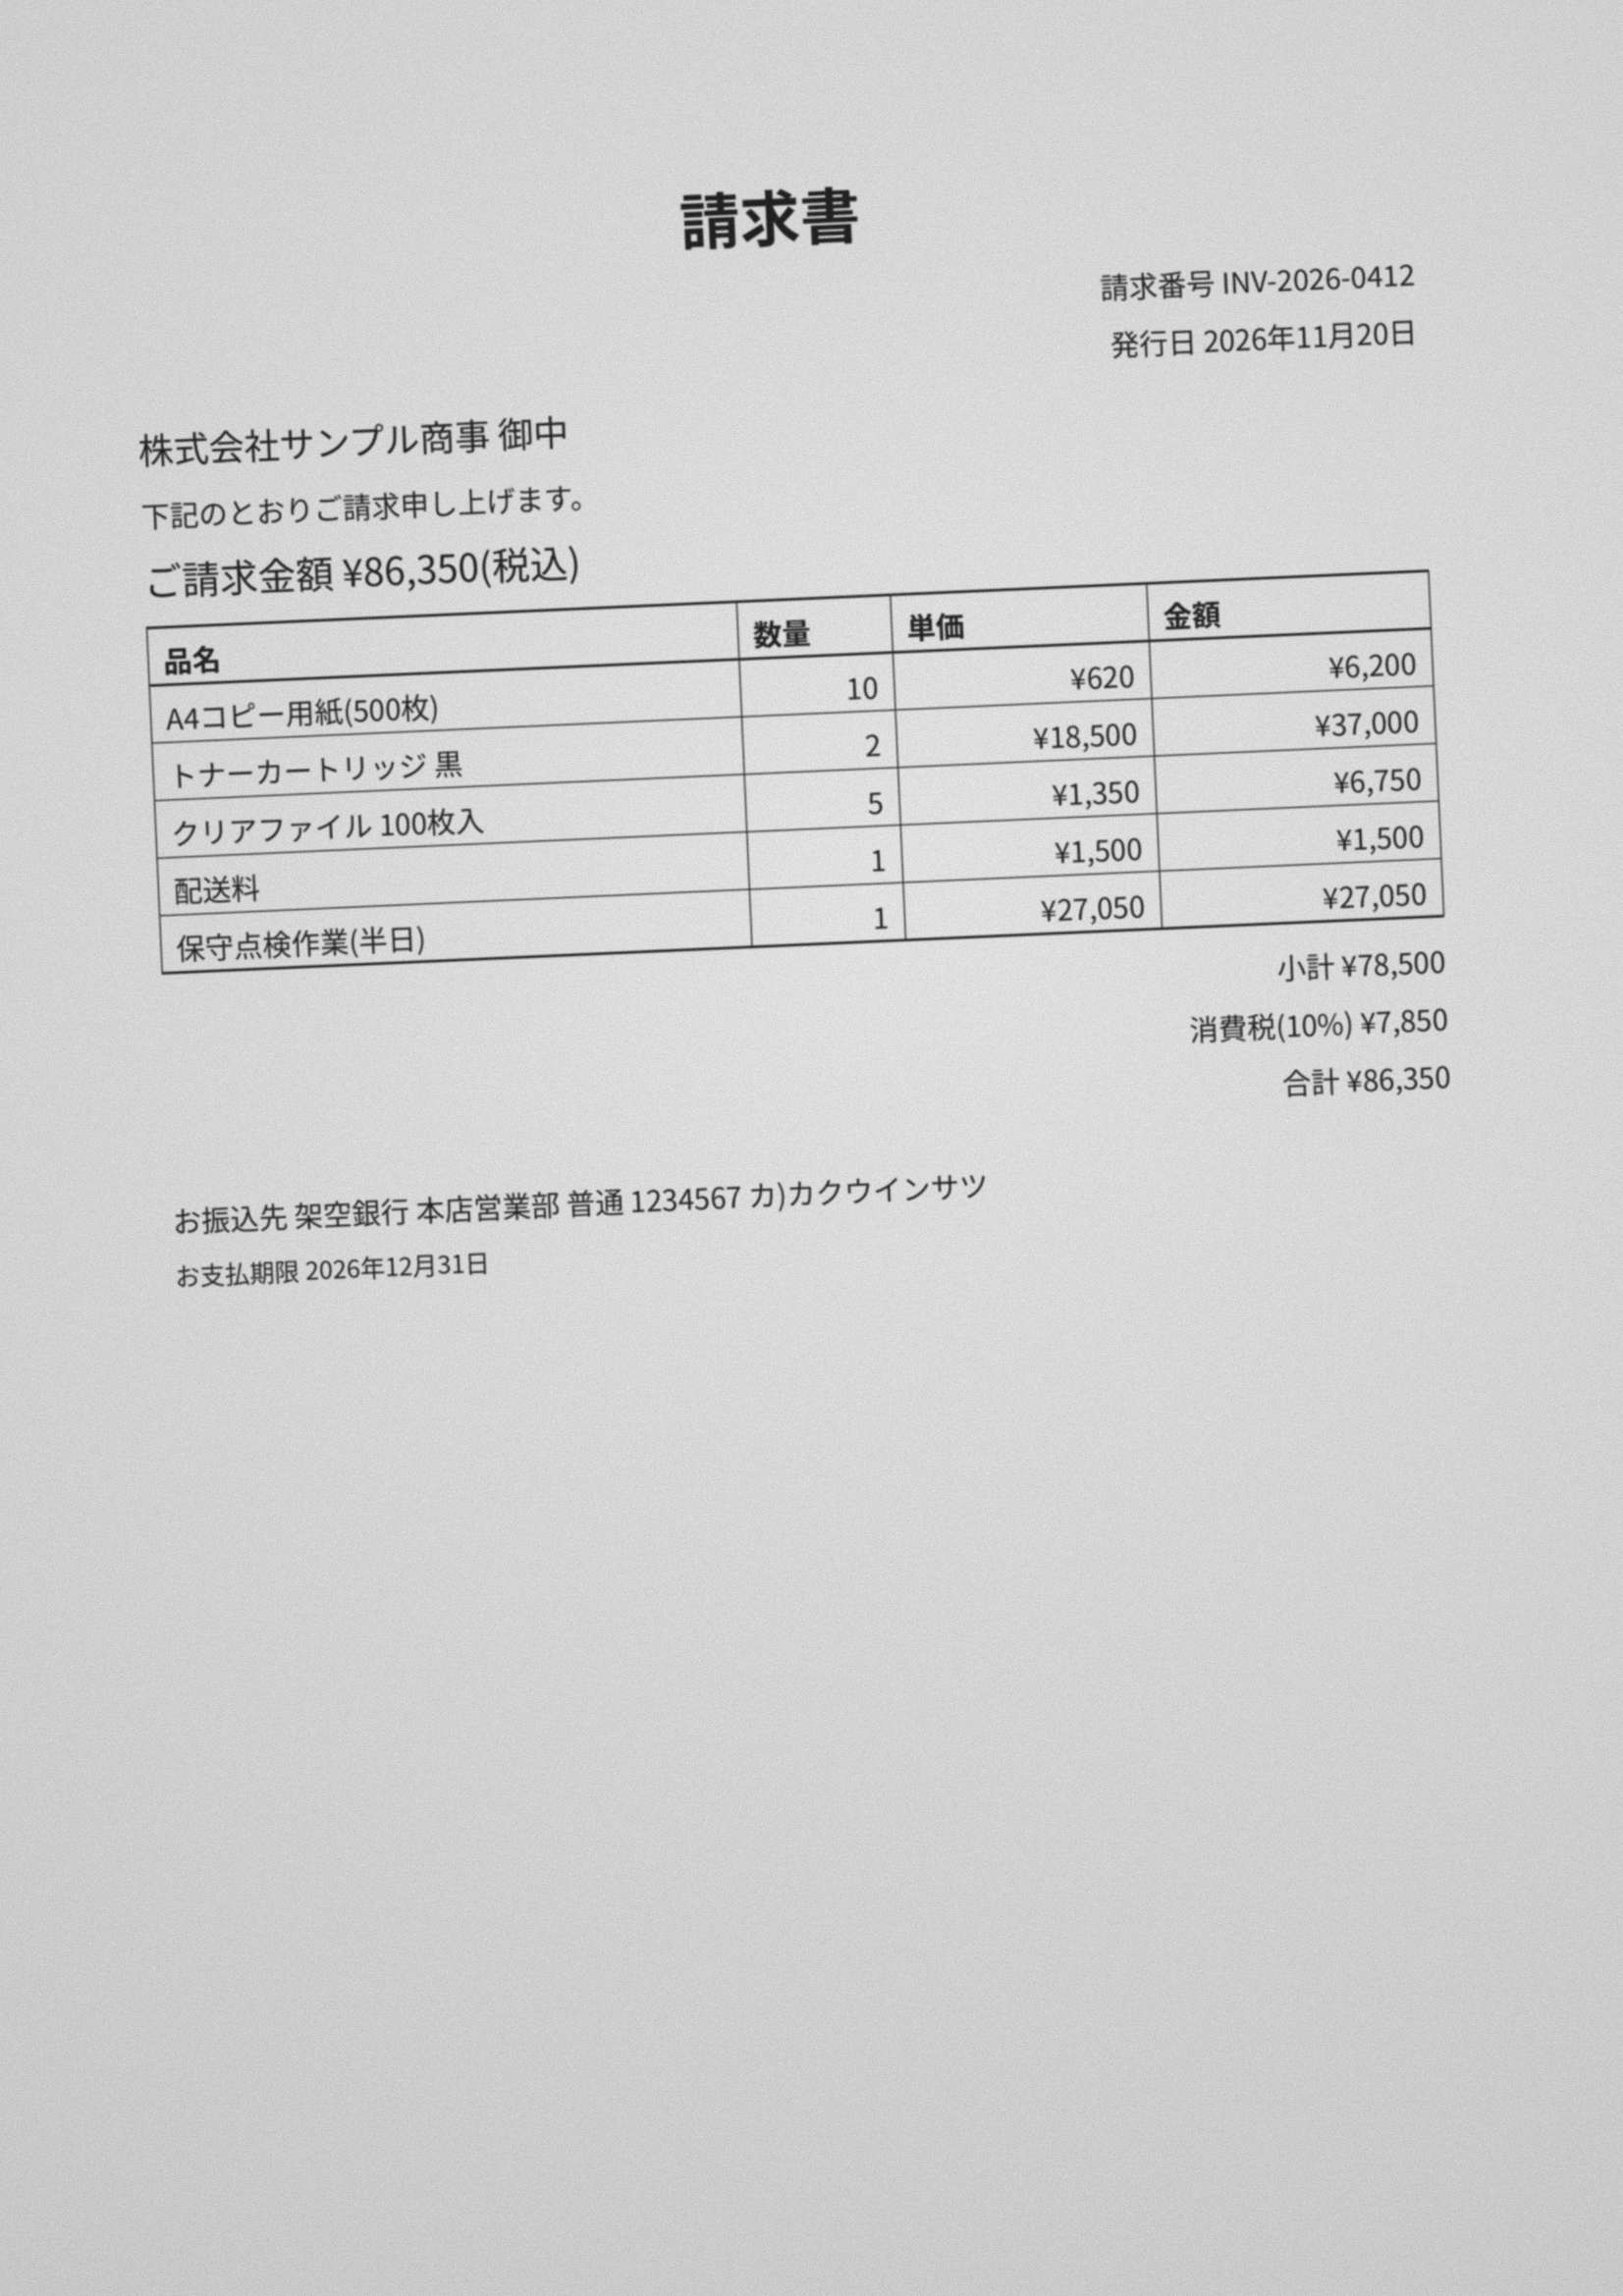 請求書
請求番号 INV-2026-0412
発行日 2026年11月20日
株式会社サンプル商事 御中
下記のとおりご請求申し上げます。
ご請求金額 ¥86,350(税込)
品名 数量 単価 金額
A4コピー用紙(500枚) 10 ¥620 ¥6,200
トナーカートリッジ 黒 2 ¥18,500 ¥37,000
クリアファイル 100枚入 5 ¥1,350 ¥6,750
配送料 1 ¥1,500 ¥1,500
保守点検作業(半日) 1 ¥27,050 ¥27,050
小計 ¥78,500
消費税(10%) ¥7,850
合計 ¥86,350
お振込先 架空銀行 本店営業部 普通 1234567 カ)カクウインサツ
お支払期限 2026年12月31日